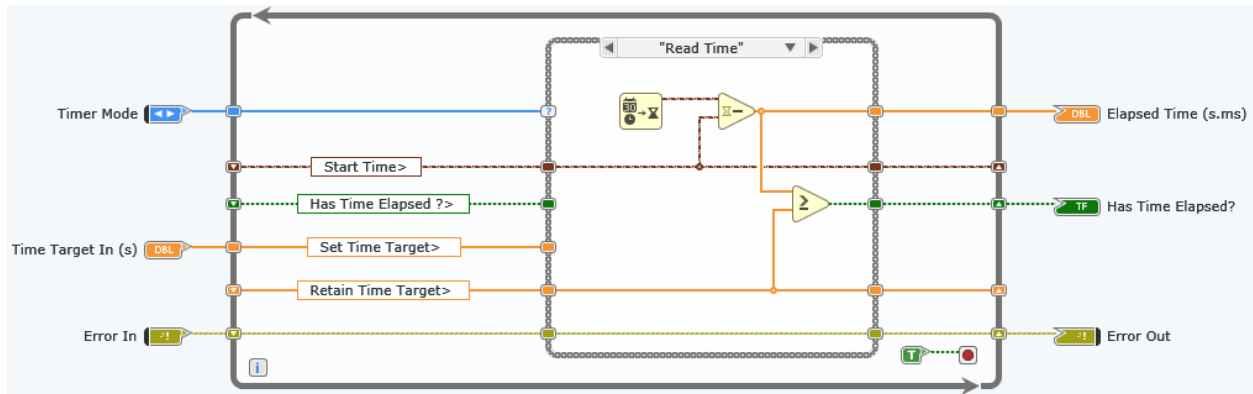 "Read Time"
Timer Mode
30
DBL
Elapsed Time (s.ms)
Start Time>
Has Time Elapsed ?>
≥
TF
Has Time Elapsed?
Time Target In (s)
DBL
Set Time Target>
Retain Time Target>
Error In
!
!
Error Out
T
i
?